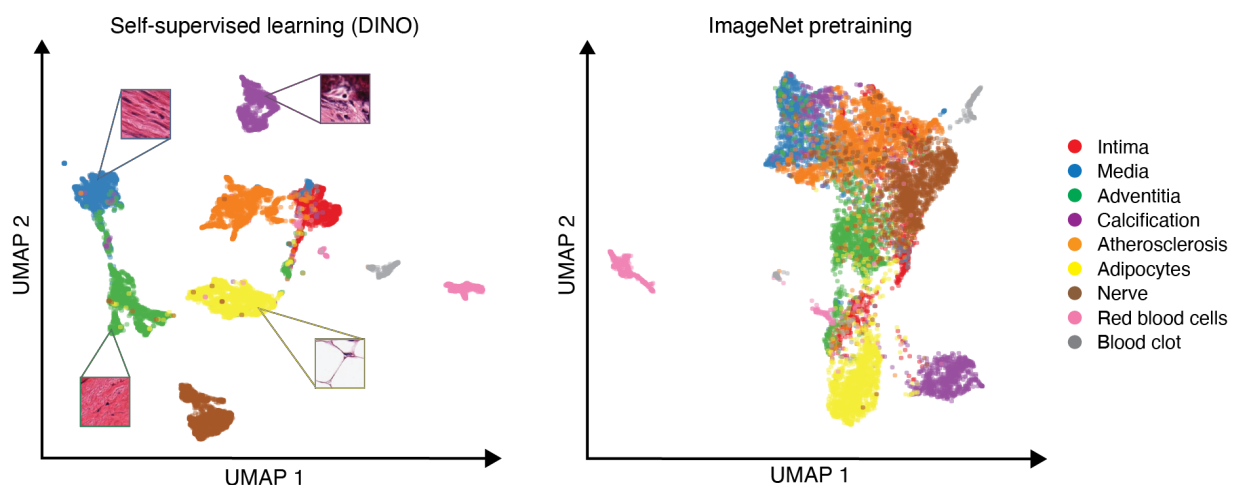 Self-supervised learning (DINO)
UMAP 2
UMAP 1
ImageNet pretraining
UMAP 2
UMAP 1
Intima
Media
Adventitia
Calcification
Atherosclerosis
Adipocytes
Nerve
Red blood cells
Blood clot